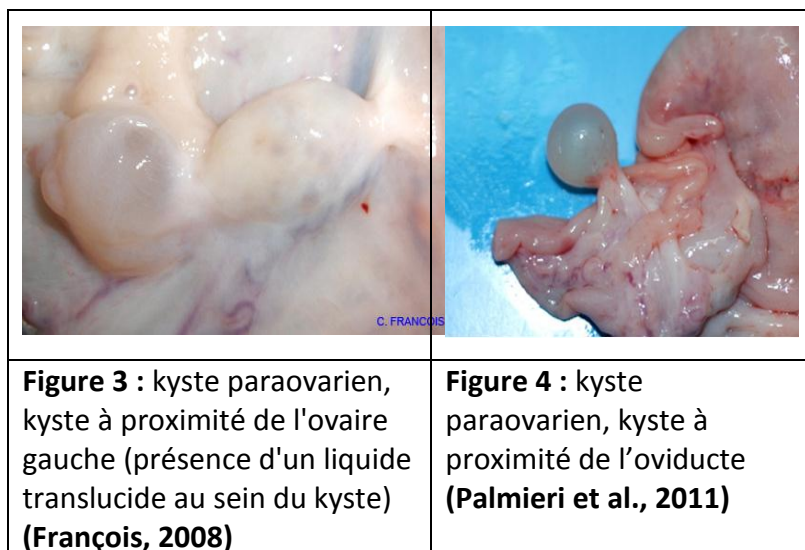 C. FRANCOIS
Figure 3 : kyste paraovarien,
kyste à proximité de l'ovaire
gauche (présence d'un liquide
translucide au sein du kyste)
(François, 2008)
Figure 4 : kyste
paraovarien, kyste à
proximité de l’oviducte
(Palmieri et al., 2011)